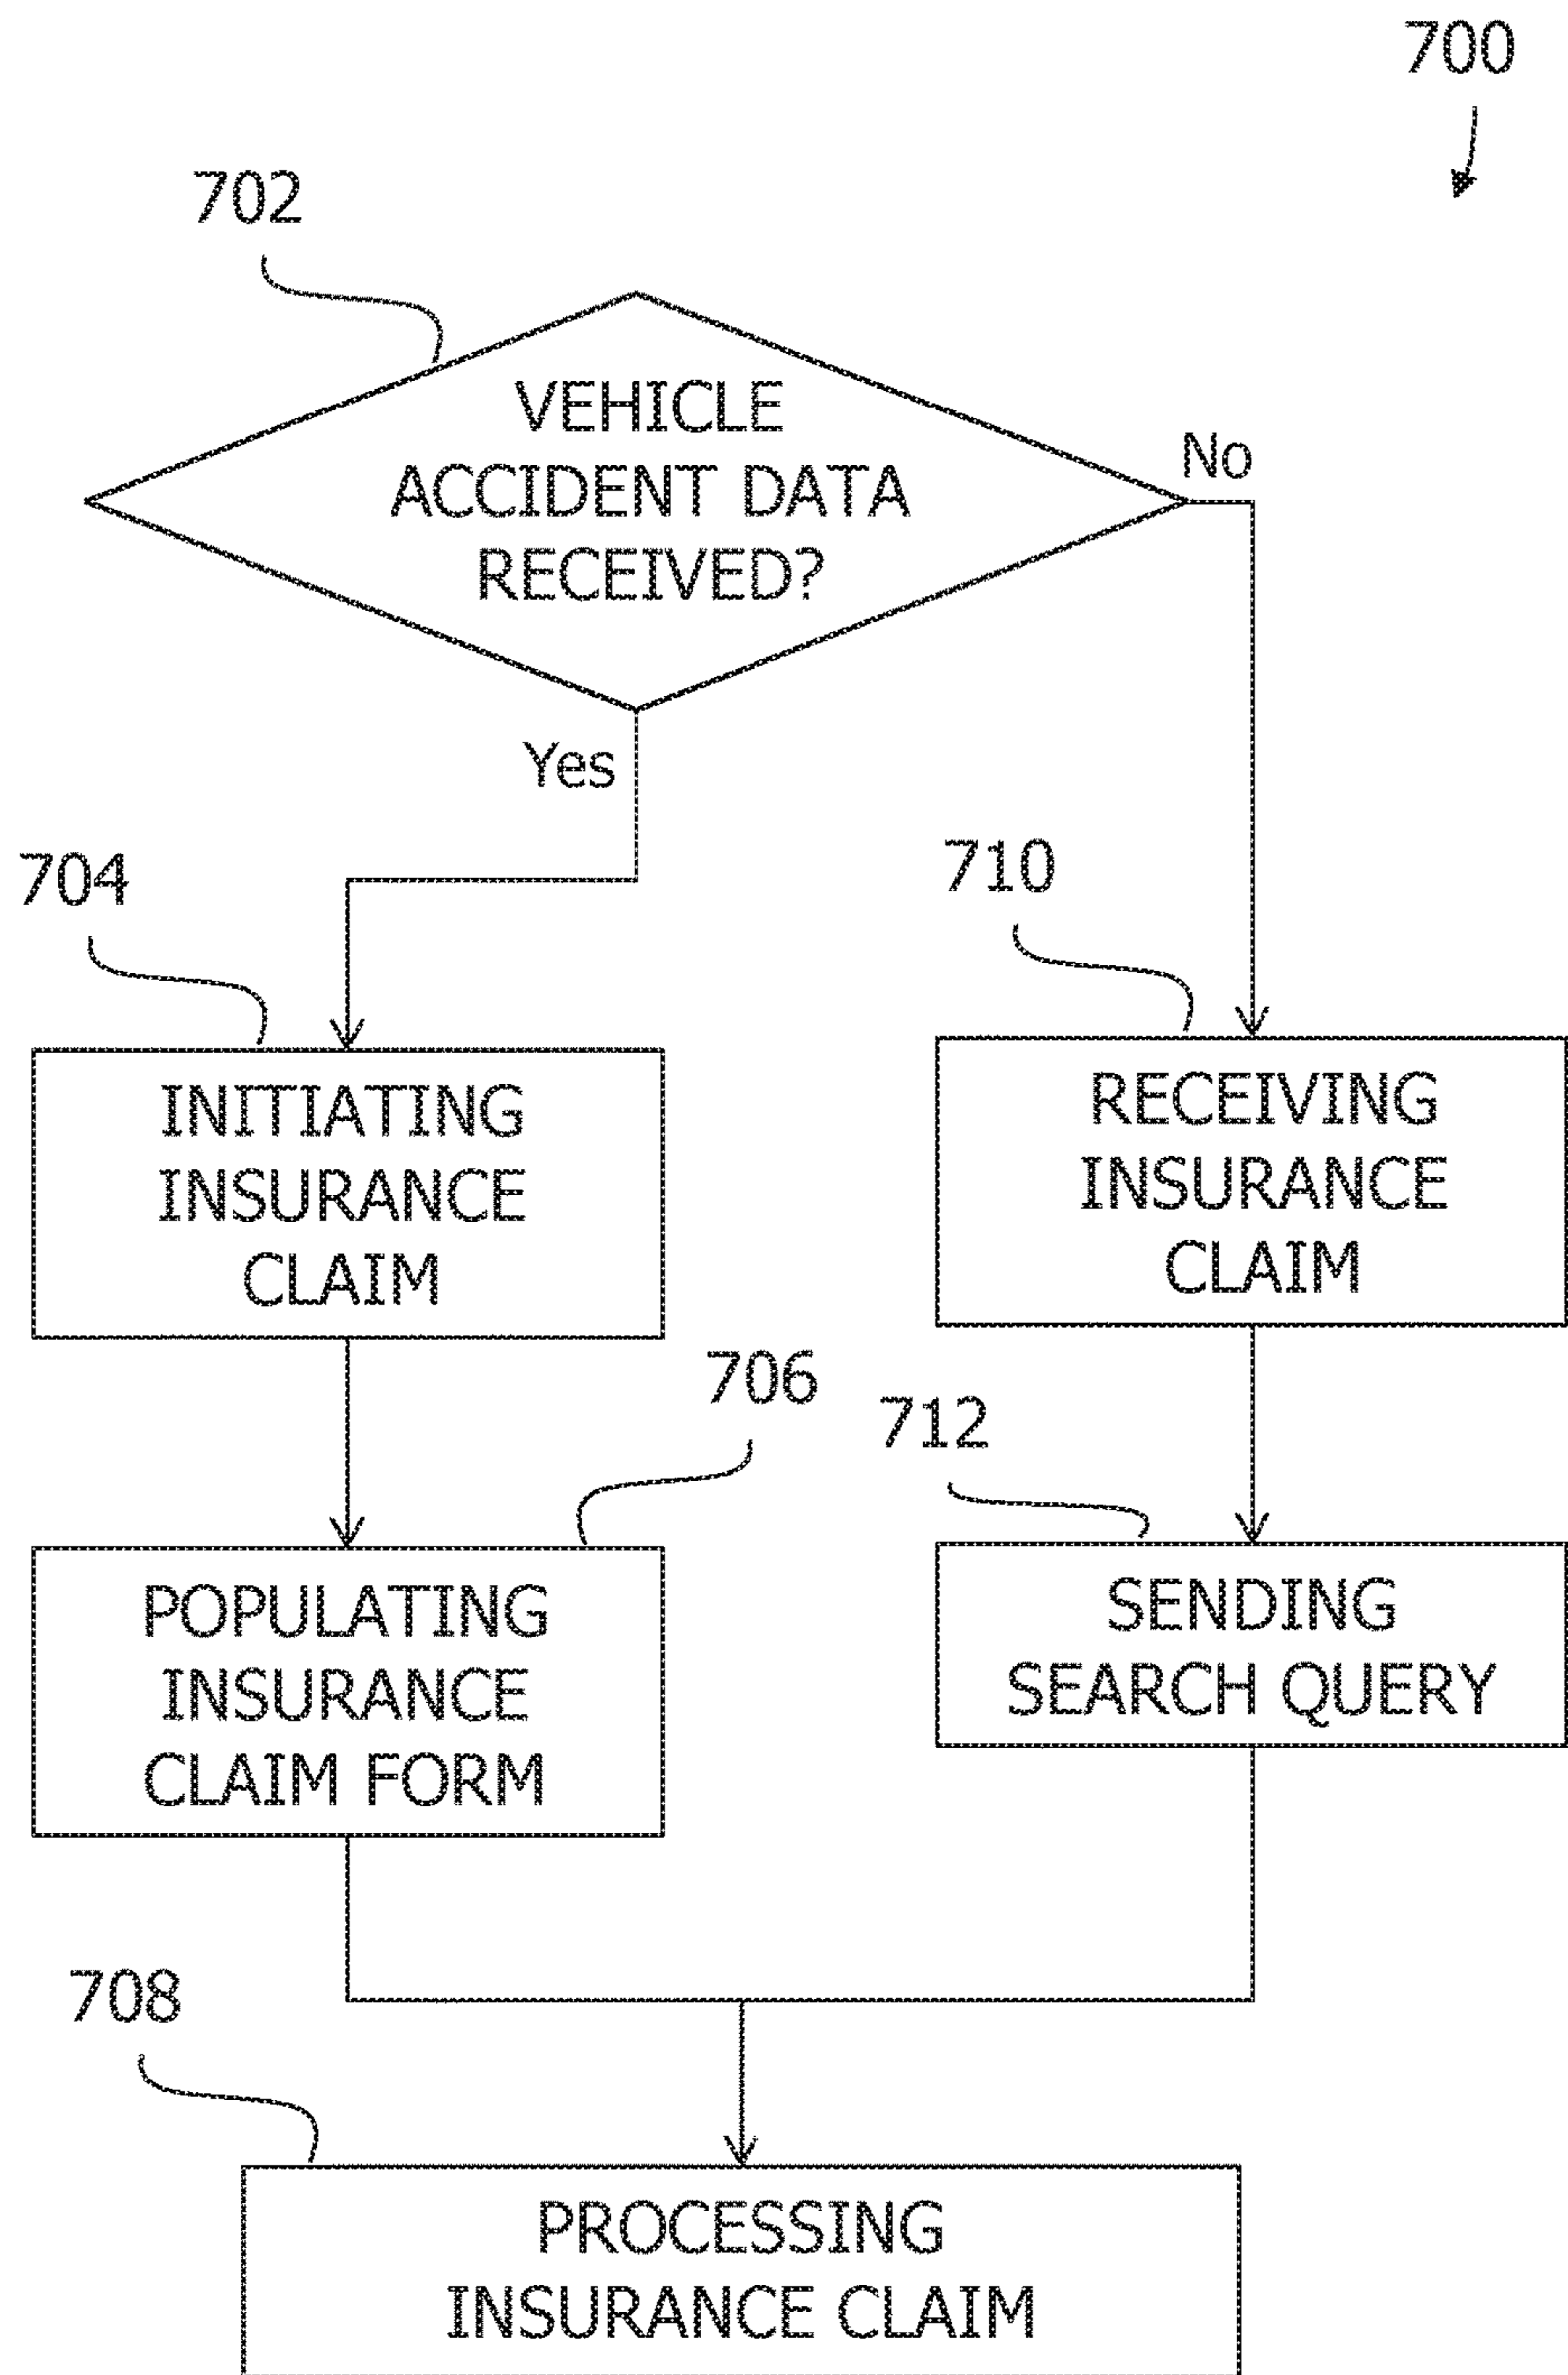 700
702
VEHICLE
ACCIDENT DATA
RECEIVED?
No
Yes
704
INITIATING
INSURANCE
CLAIM
710
RECEIVING
INSURANCE
CLAIM
706
POPULATING
INSURANCE
CLAIM FORM
712
SENDING
SEARCH QUERY
708
PROCESSING
INSURANCE CLAIM